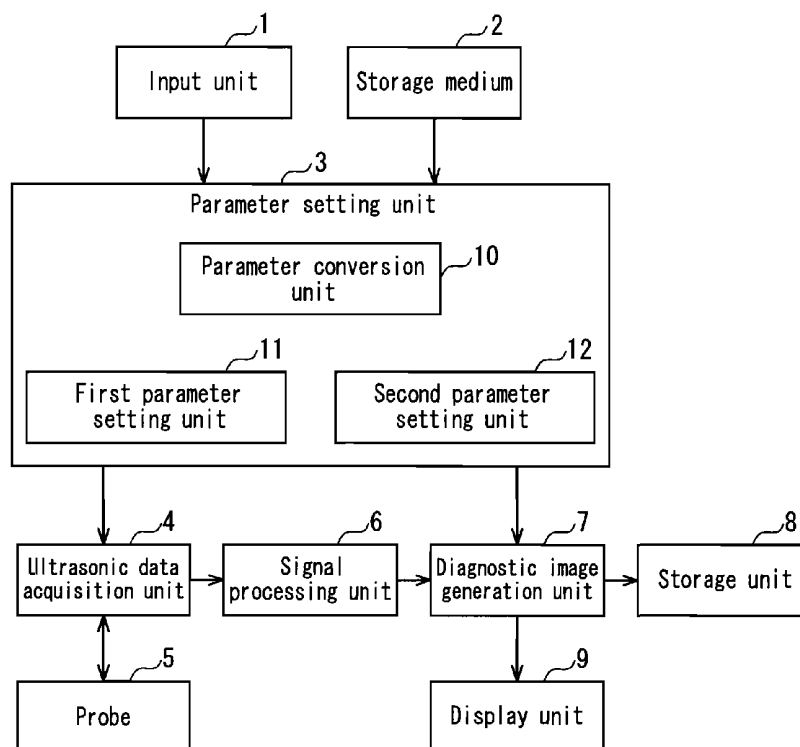 1
2
Input unit
Storage medium
3
Parameter setting unit
Parameter conversion
unit
10
11
12
First parameter
setting unit
Second parameter
setting unit
4
6
7
8
Ultrasonic data
acquisition unit
Signal
processing unit
Diagnostic image
generation unit
Storage unit
5
9
Probe
Display unit